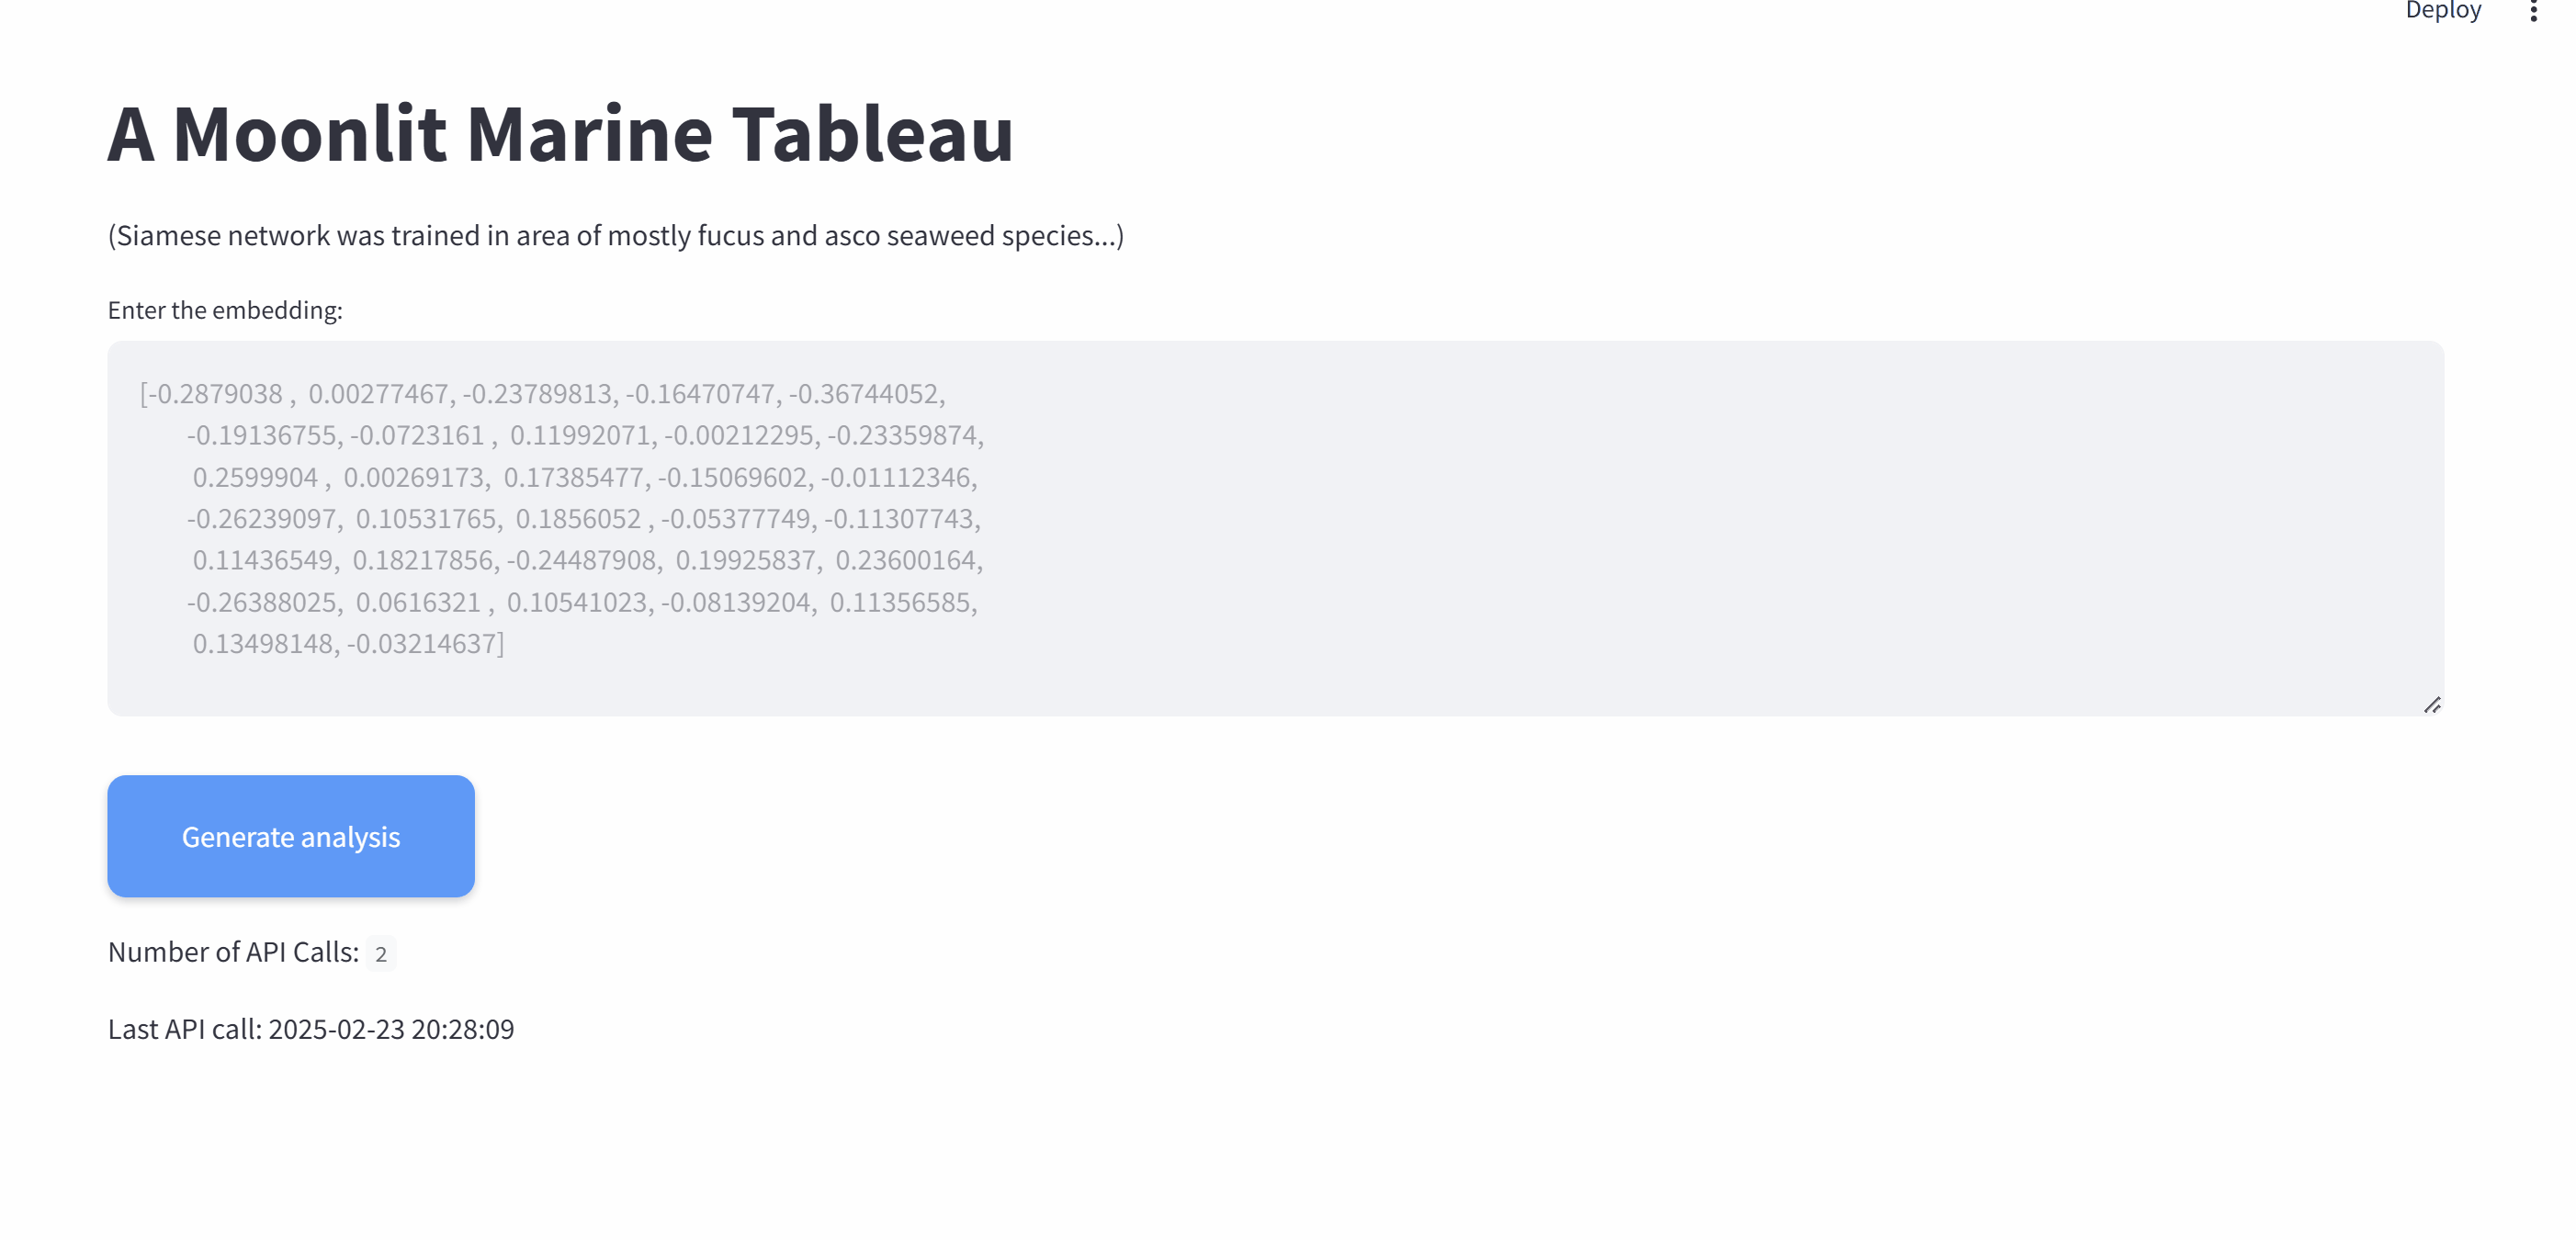 Deploy
A Moonlit Marine Tableau
(Siamese network was trained in area of mostly fucus and asco seaweed species...)
Enter the embedding:
[-0.2879038 ,  0.00277467, -0.23789813, -0.16470747, -0.36744052,
-0.19136755, -0.0723161 ,  0.11992071, -0.00212295, -0.23359874,
0.2599904 ,  0.00269173,  0.17385477, -0.15069602, -0.01112346,
-0.26239097,  0.10531765,  0.1856052 , -0.05377749, -0.11307743,
0.11436549,  0.18217856, -0.24487908,  0.19925837,  0.23600164,
-0.26388025,  0.0616321 ,  0.10541023, -0.08139204,  0.11356585,
0.13498148, -0.03214637]
Generate analysis
Number of API Calls: 2
Last API call: 2025-02-23 20:28:09